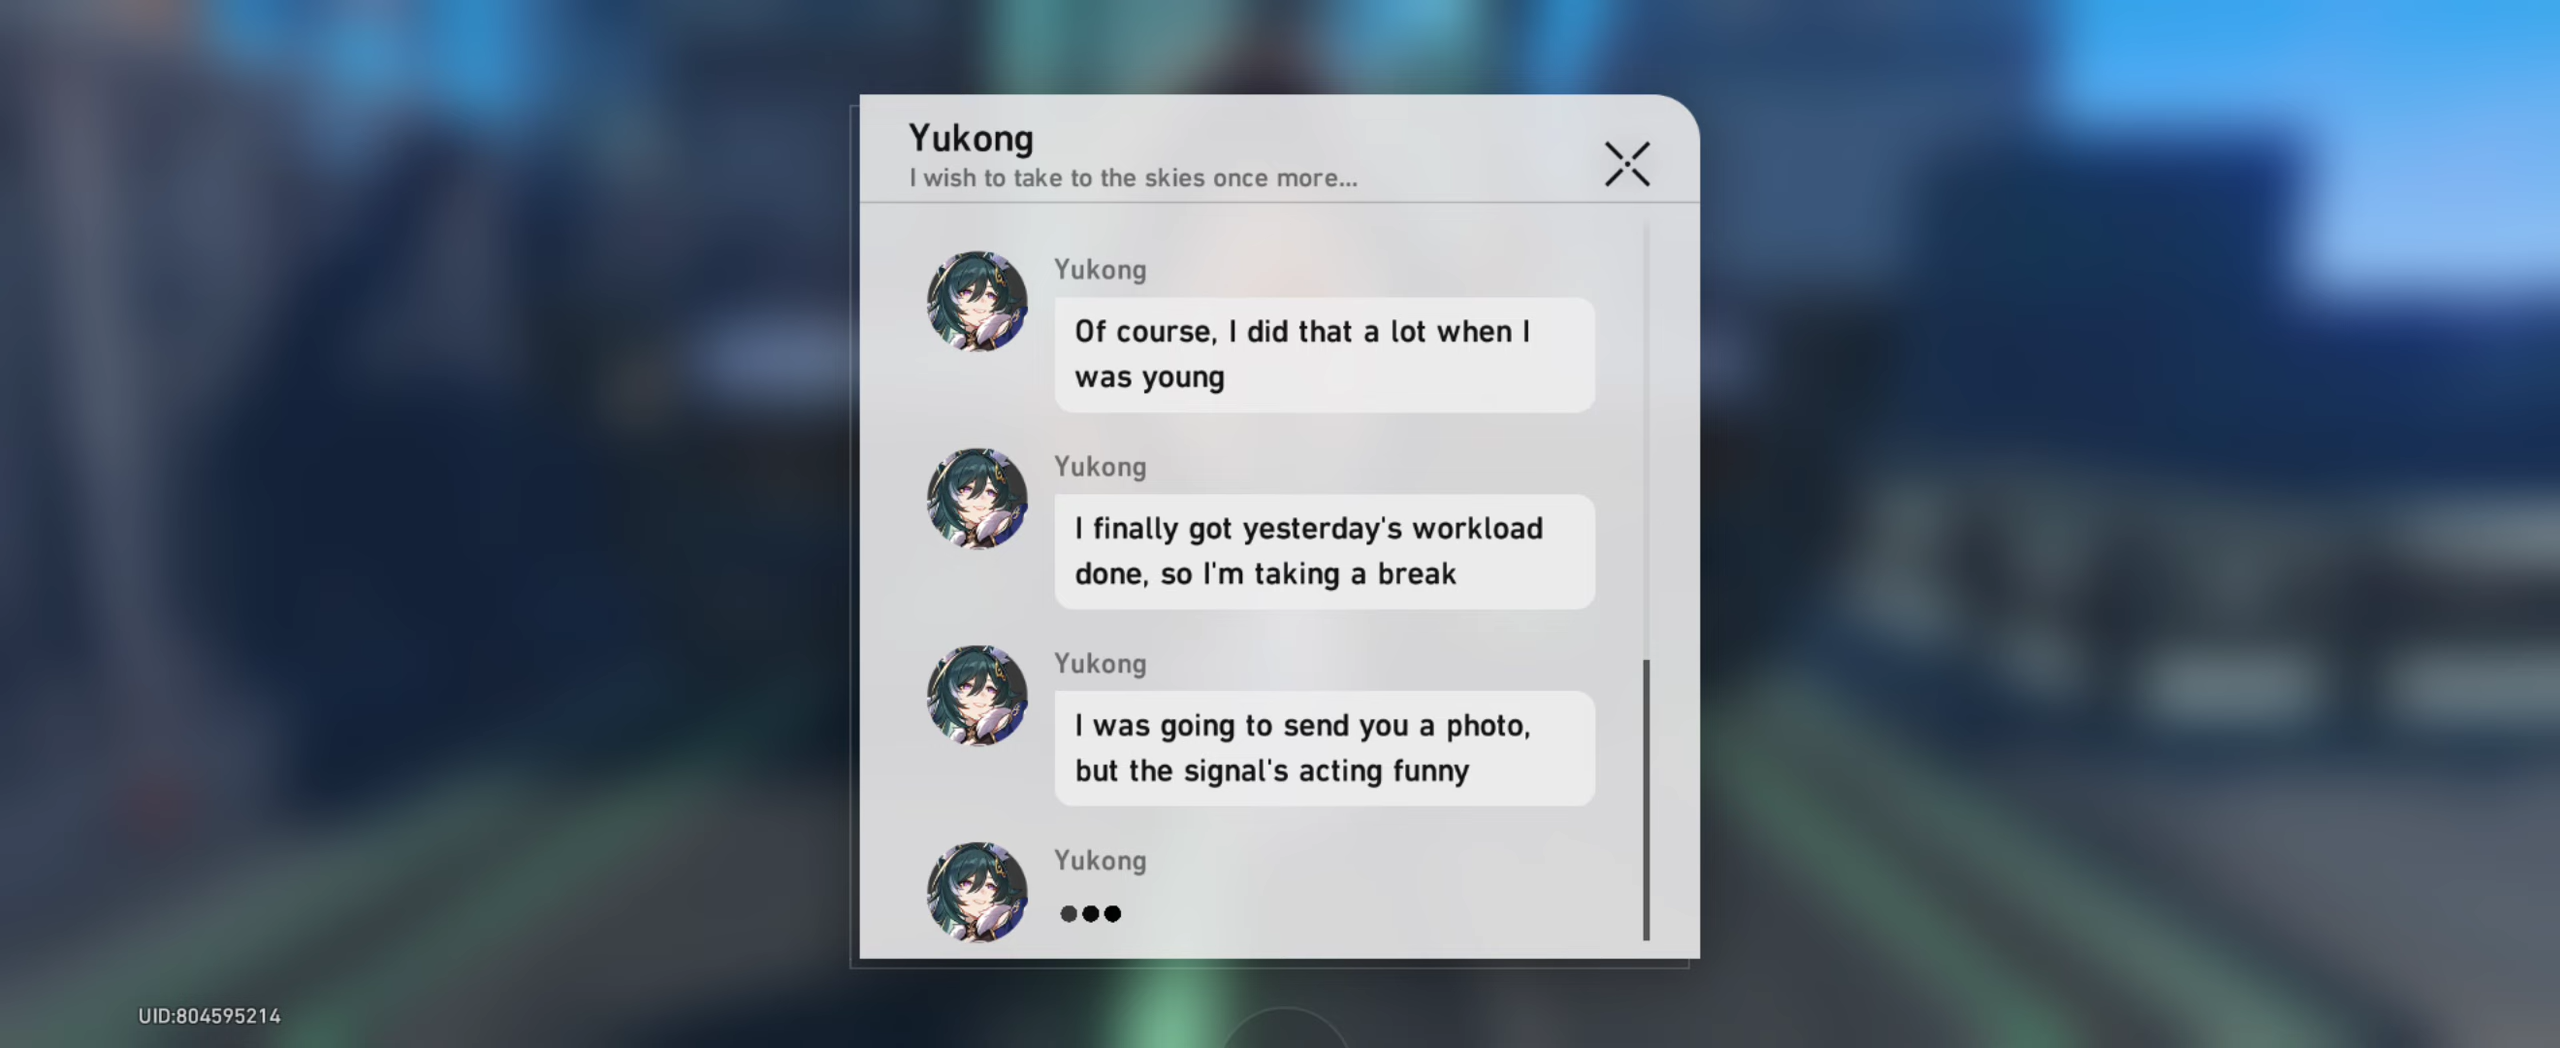 Yukong
I wish to take to the skies once more...
Yukong
Of course, I did that a lot when I
was young
Yukong
I finally got yesterday's workload
done, so I'm taking a break
Yukong
I was going to send you a photo,
but the signal's acting funny
Yukong
UID:804595214